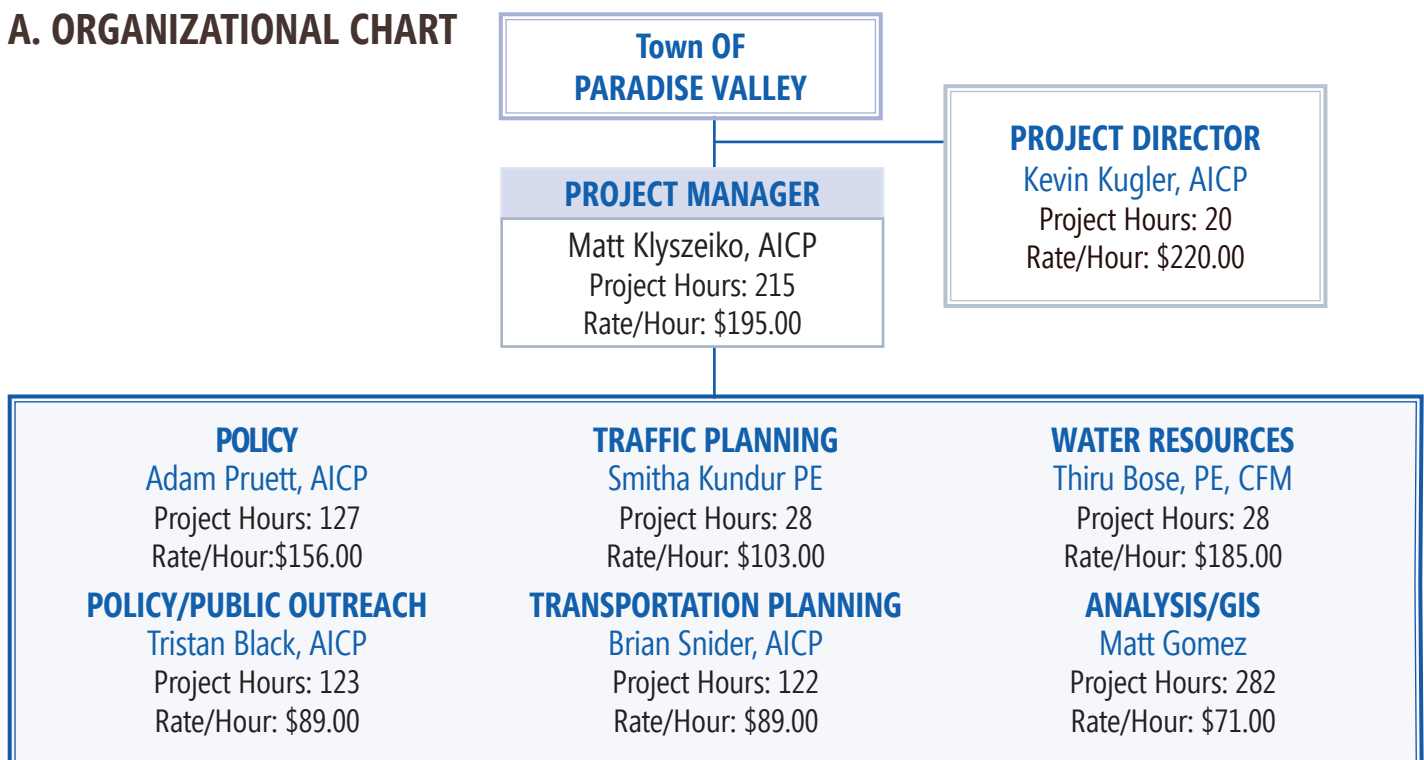 A. ORGANIZATIONAL CHART
Town OF
PARADISE VALLEY
PROJECT DIRECTOR
Kevin Kugler, AICP
Project Hours: 20
Rate/Hour: $220.00
PROJECT MANAGER
Matt Klyszeiko, AICP
Project Hours: 215
Rate/Hour: $195.00
POLICY
Adam Pruett, AICP
Project Hours: 127
Rate/Hour:$156.00
TRAFFIC PLANNING
Smitha Kundur PE
Project Hours: 28
Rate/Hour: $103.00
WATER RESOURCES
Thiru Bose, PE, CFM
Project Hours: 28
Rate/Hour: $185.00
POLICY/PUBLIC OUTREACH
Tristan Black, AICP
Project Hours: 123
Rate/Hour: $89.00
TRANSPORTATION PLANNING
Brian Snider, AICP
Project Hours: 122
Rate/Hour: $89.00
ANALYSIS/GIS
Matt Gomez
Project Hours: 282
Rate/Hour: $71.00